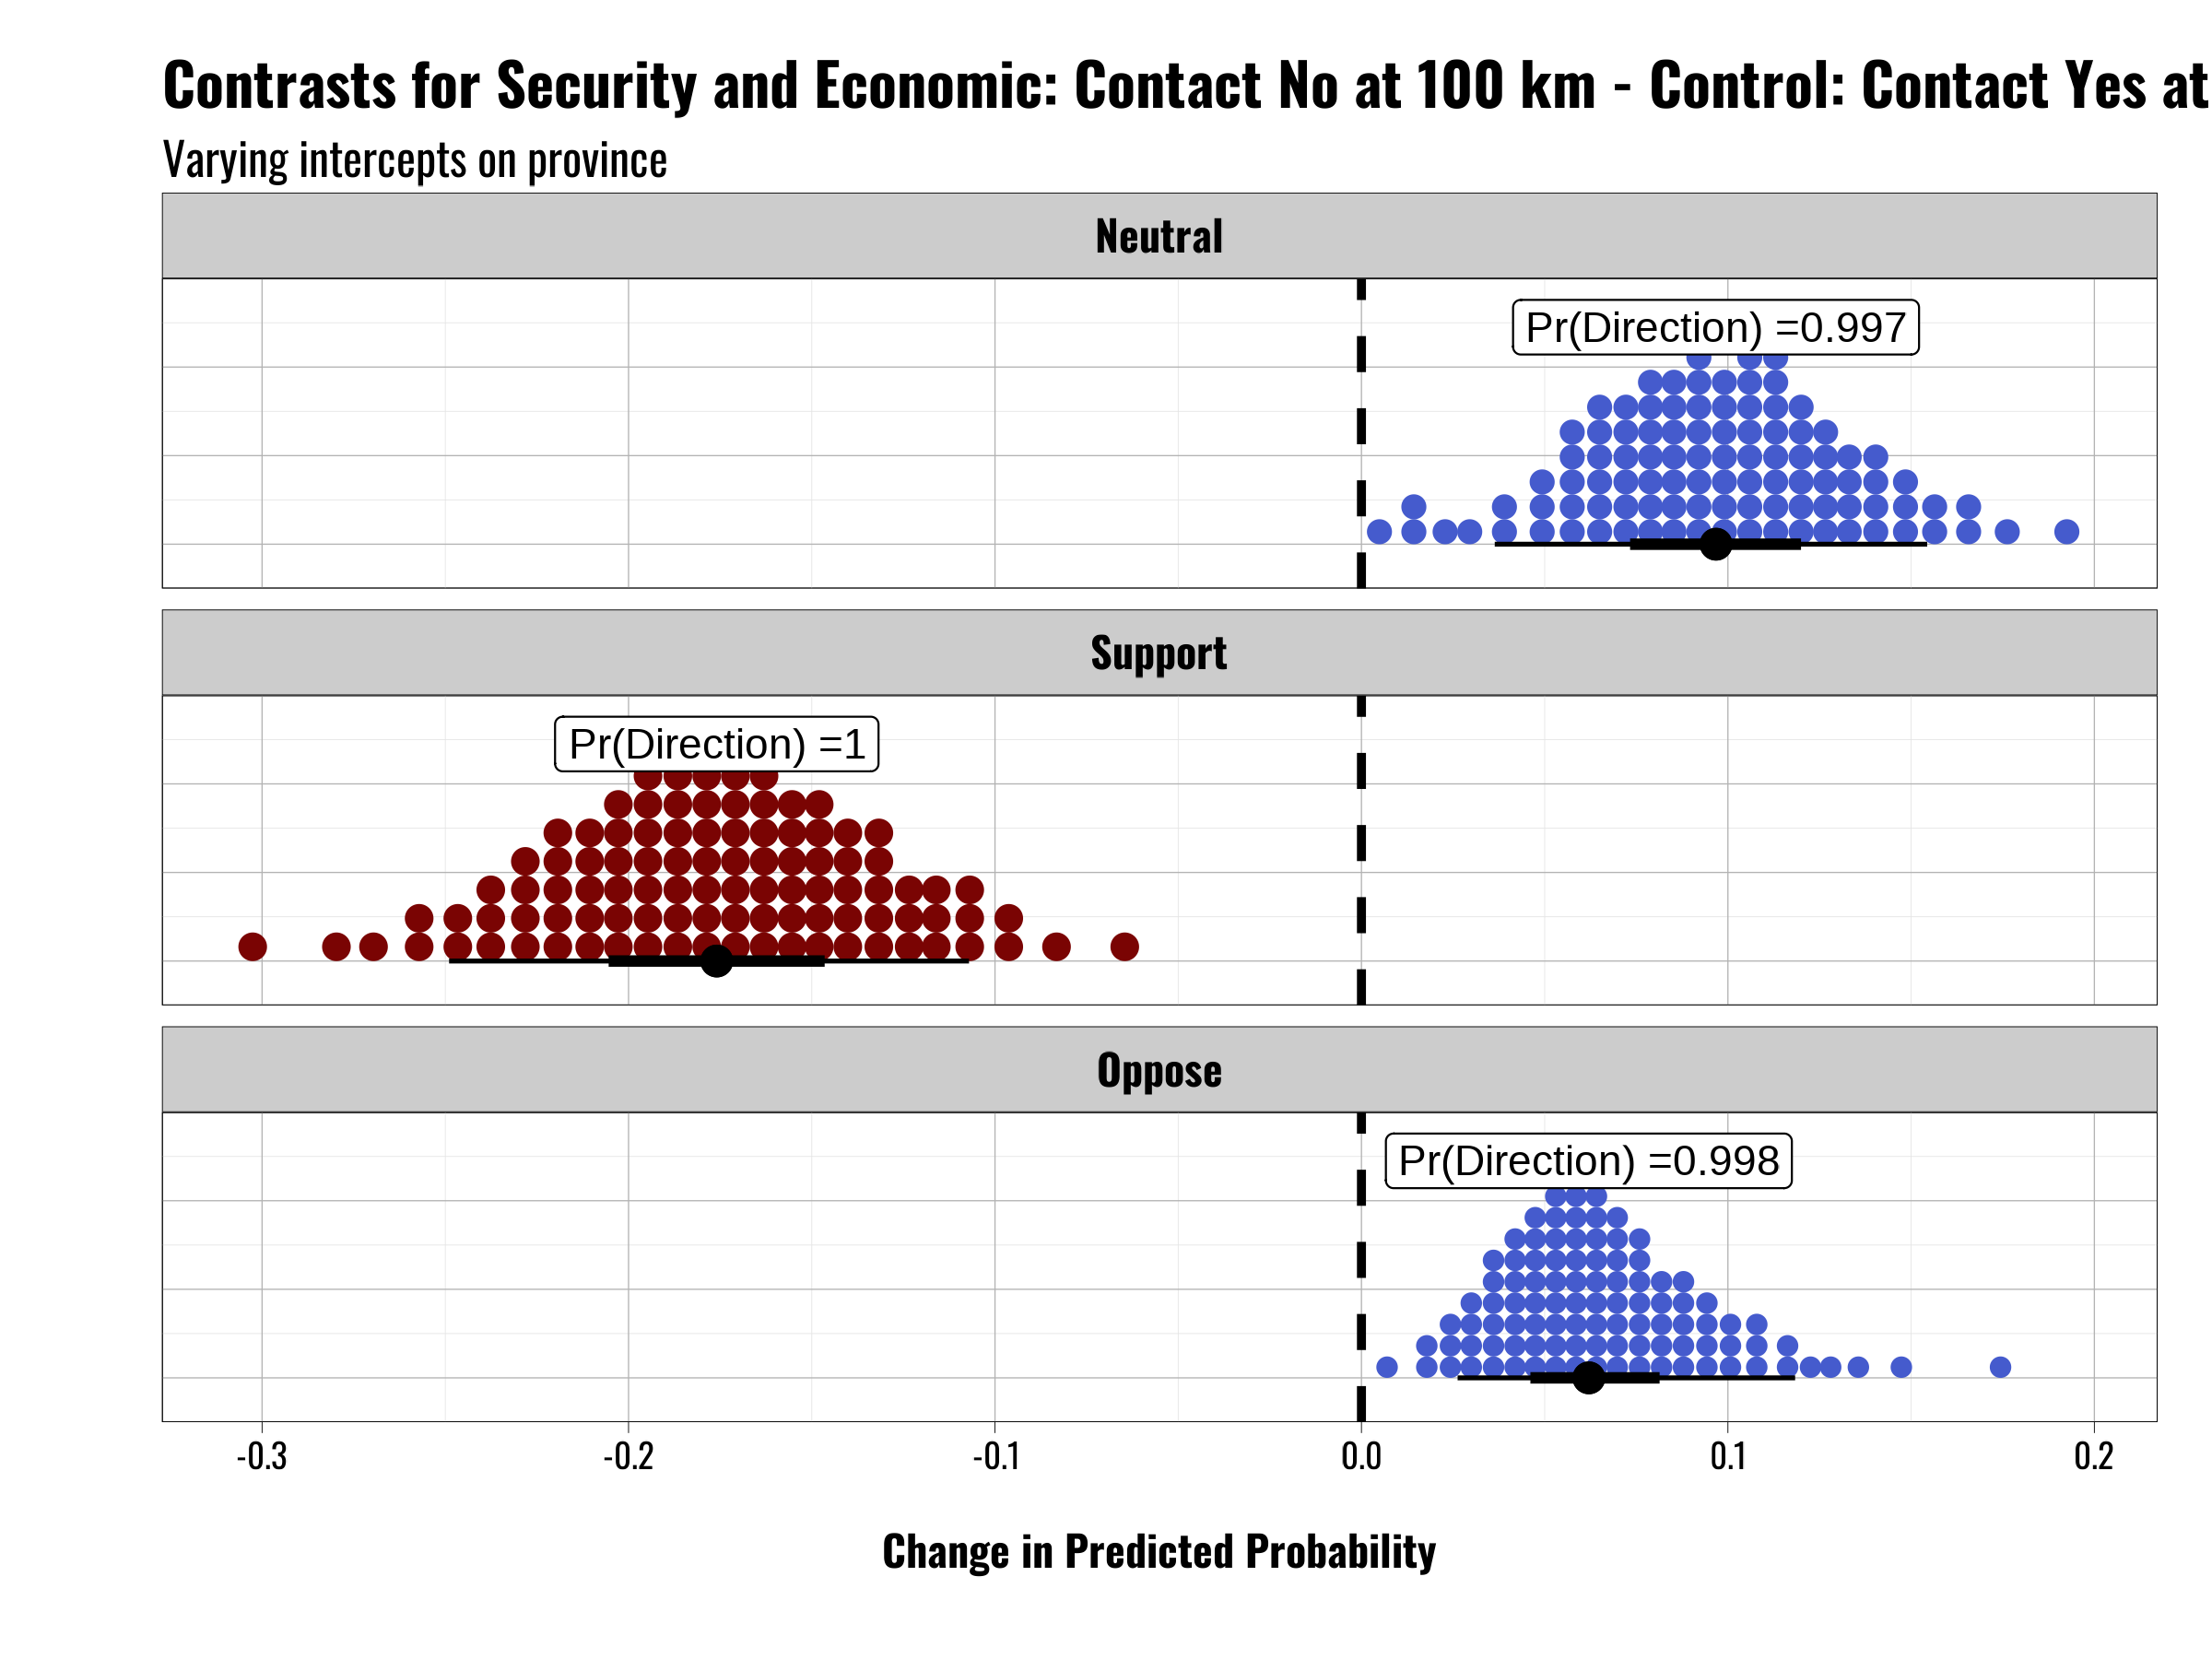 Contrasts for Security and Economic: Contact No at 100 km - Control: Contact Yes at
Varying intercepts on province
Neutral
Pr(Direction) =0.997
Support
Pr(Direction) =1
Oppose
Pr(Direction) =0.998
-0.3 -0.2 -0.1 0.0 0.1 0.2
Change in Predicted Probability